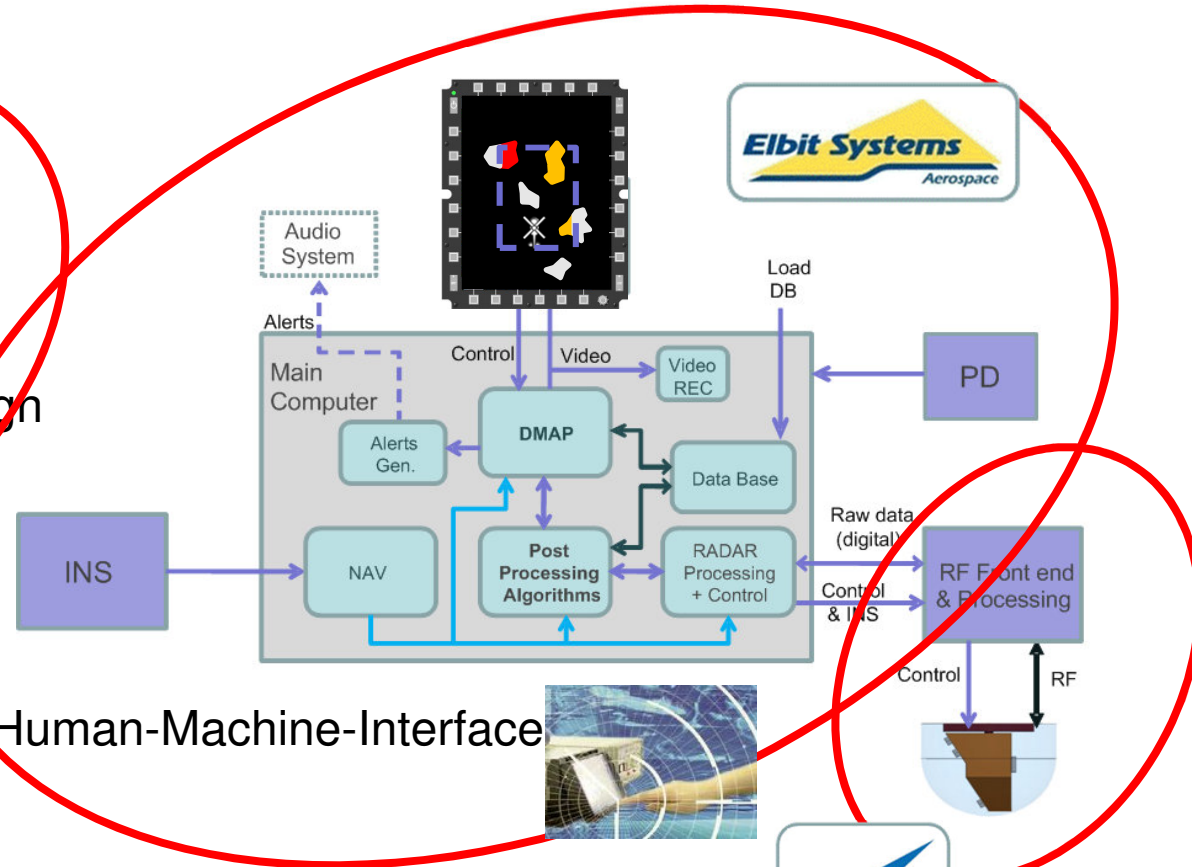 Elbit Systems
Aerospace
Audio
System
Load
DB
Alerts
Control
Video
Main
Computer
Video
REC
PD
gn
DMAP
Alerts
Gen.
Data Base
Raw data
(digital)
INS
NAV
Post
Processing
Algorithms
RADAR
Processing
+ Control
RF Front end
& Processing
Control
& INS
Control
RF
Human-Machine-Interface